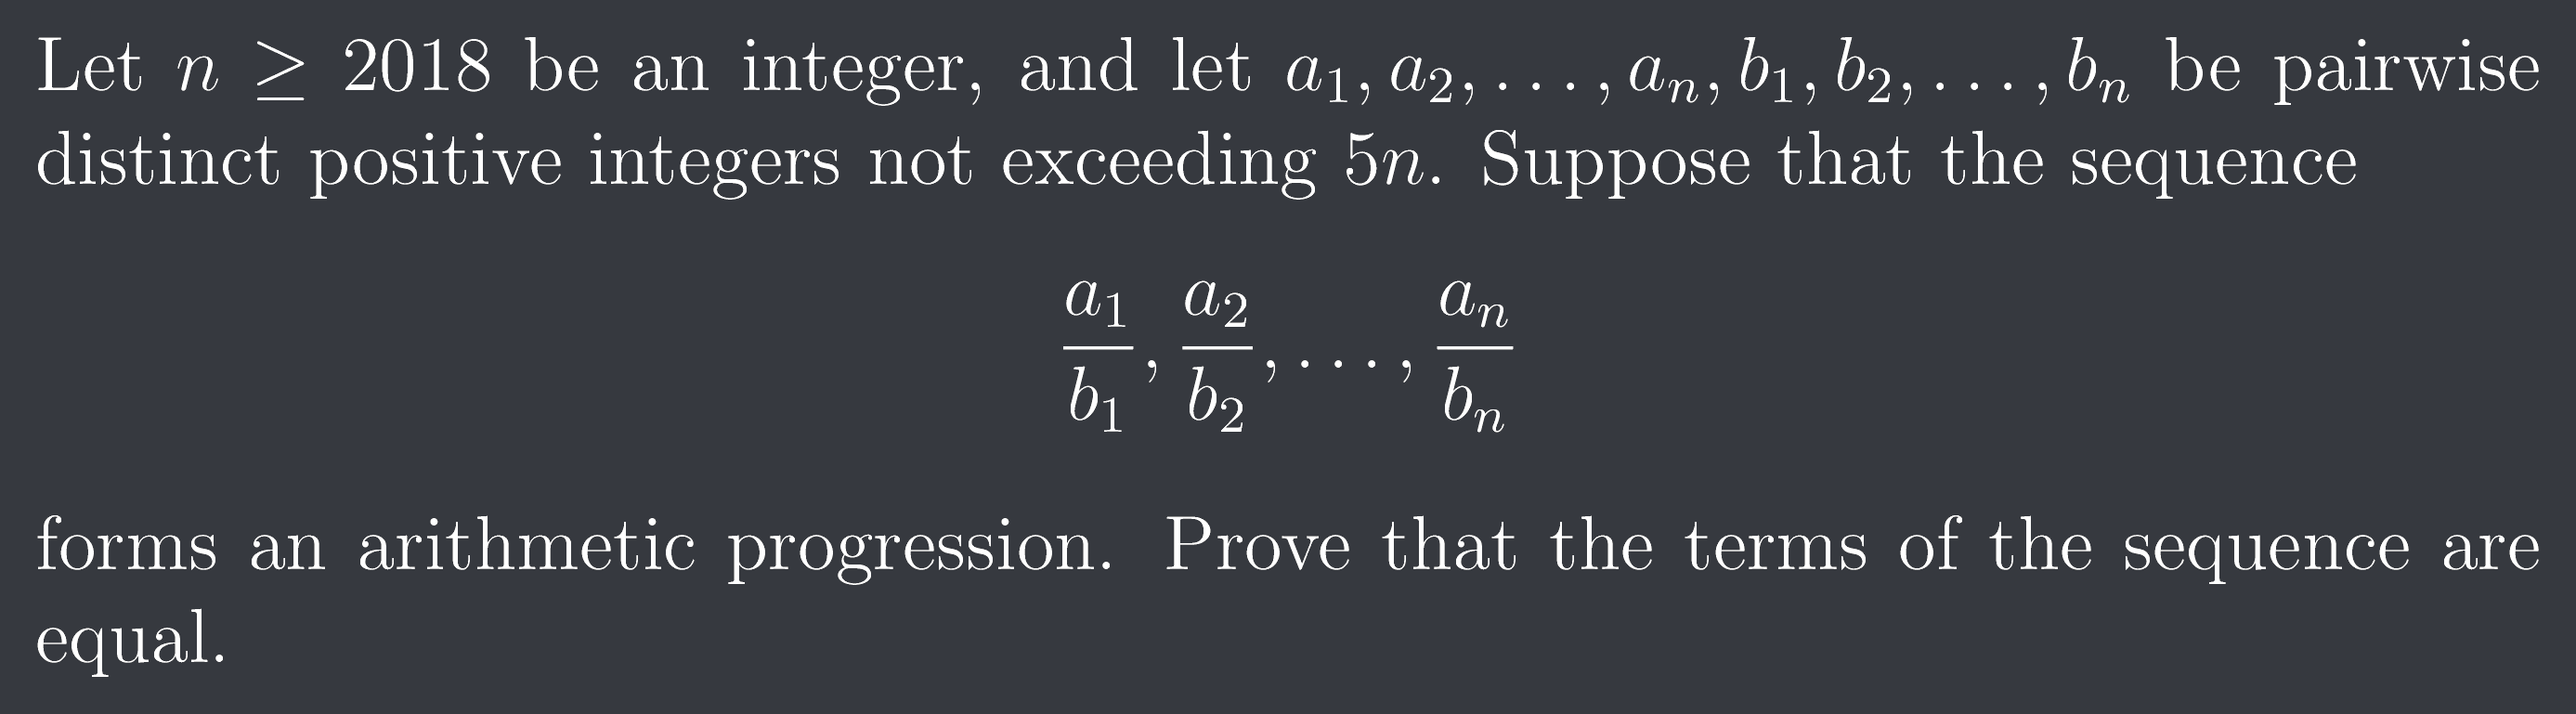 Let n ≥ 2018 be an integer, and let a₁, a₂, . . . , aₙ, b₁, b₂, . . . , bₙ be pairwise
distinct positive integers not exceeding 5n. Suppose that the sequence
a₁/b₁, a₂/b₂, . . . , aₙ/bₙ
forms an arithmetic progression. Prove that the terms of the sequence are
equal.